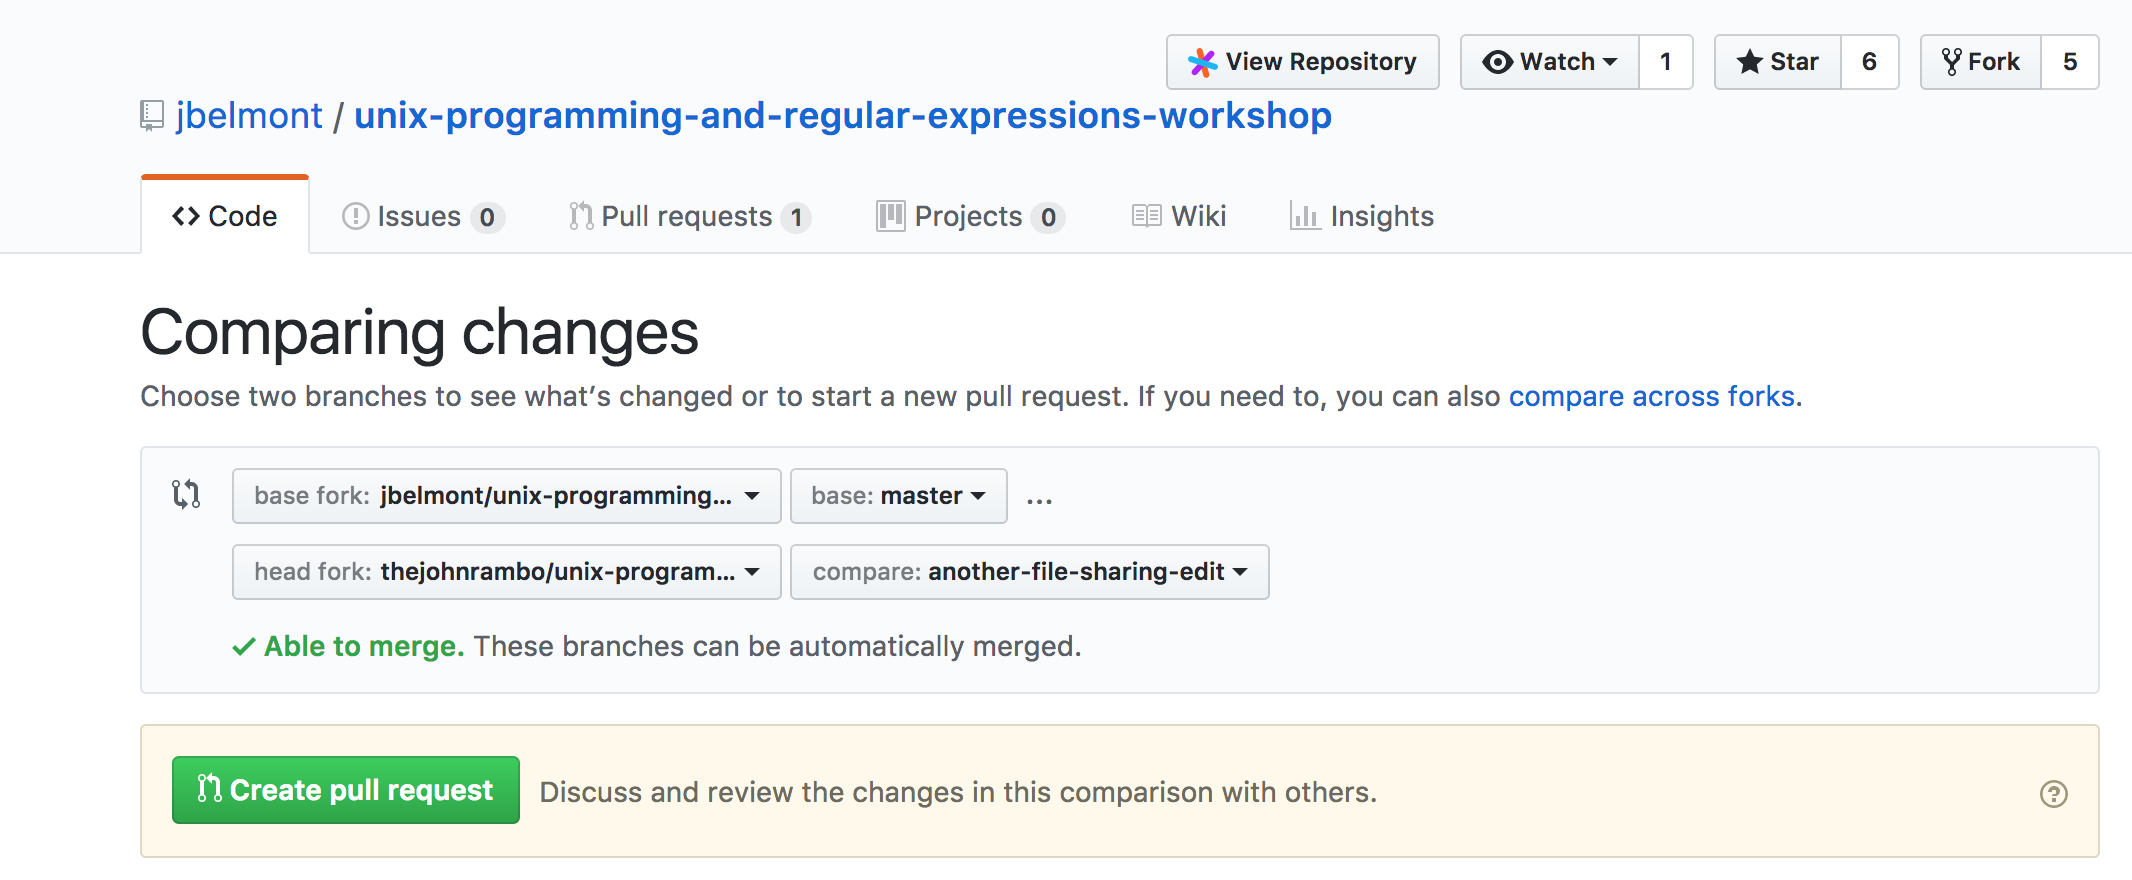 View Repository Watch 1 Star 6 Fork 5
jbelmont / unix-programming-and-regular-expressions-workshop
Code Issues 0 Pull requests 1 Projects 0 Wiki Insights
Comparing changes
Choose two branches to see what’s changed or to start a new pull request. If you need to, you can also compare across forks.
base fork: jbelmont/unix-programming... base: master ...
head fork: thejohnrambo/unix-program... compare: another-file-sharing-edit
Able to merge. These branches can be automatically merged.
Create pull request Discuss and review the changes in this comparison with others. ?